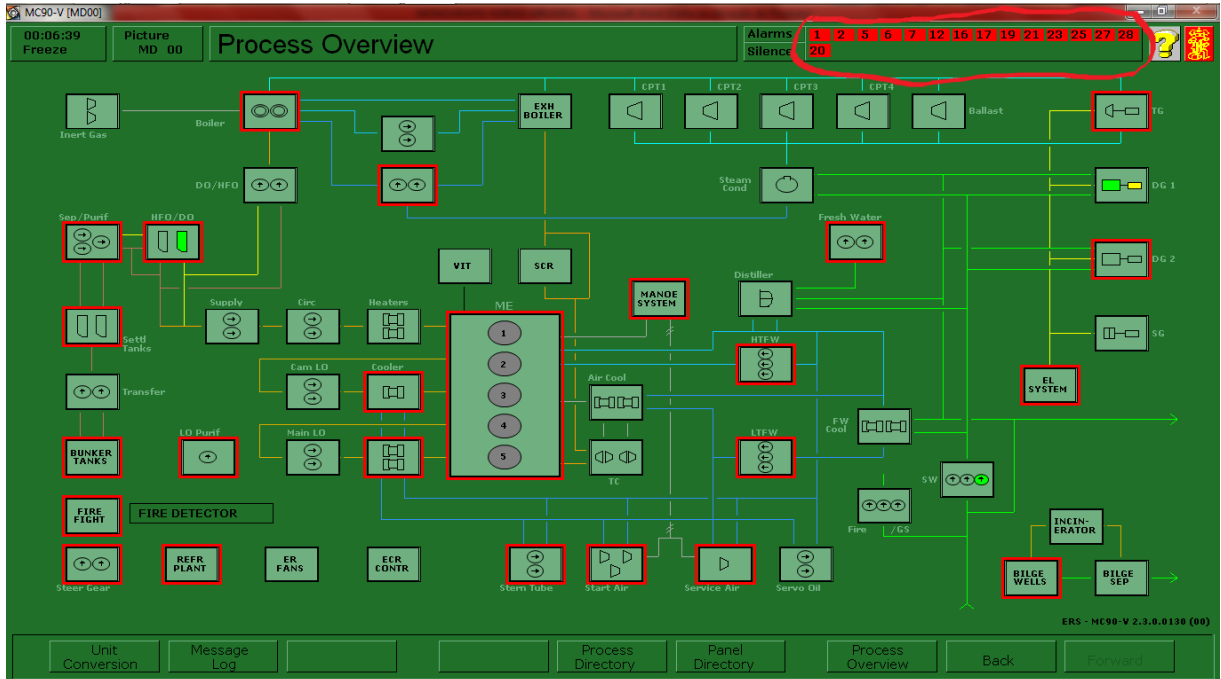 MC90-V [MD00]
00:06:39
Freeze
Picture
MD 00
Process Overview
Alarms
1 2 5 6 7 12 16 17 19 21 23 25 27 28
Silence
20
?
CPT1 CPT2 CPT3 CPT4
Inert Gas
Boiler
EXH
BOILER
Ballast
TG
DO/HFO
Steam
Cond
DG 1
Sep/Purif
HFO/DO
Fresh Water
VIT
SCR
DG 2
Distiller
MANOE
SYSTEM
Supply
Circ
Heaters
ME
1
Settl
Tanks
HTFW
SG
2
Cam LO
Cooler
Air Cool
EL
SYSTEM
3
Transfer
4
FW
Cool
BUNKER
TANKS
LO Purif
Main LO
LTFW
5
TC
SW
FIRE
FIGHT
FIRE DETECTOR
Fire /GS
INCIN-
ERATOR
Steer Gear
REFR
PLANT
ER
FANS
ECR
CONTR
Stern Tube
Start Air
Service Air
Servo Oil
BILGE
WELLS
BILGE
SEP
ERS - MC90-V 2.3.0.0130 (00)
Unit
Conversion
Message
Log
Process
Directory
Panel
Directory
Process
Overview
Back
Forward